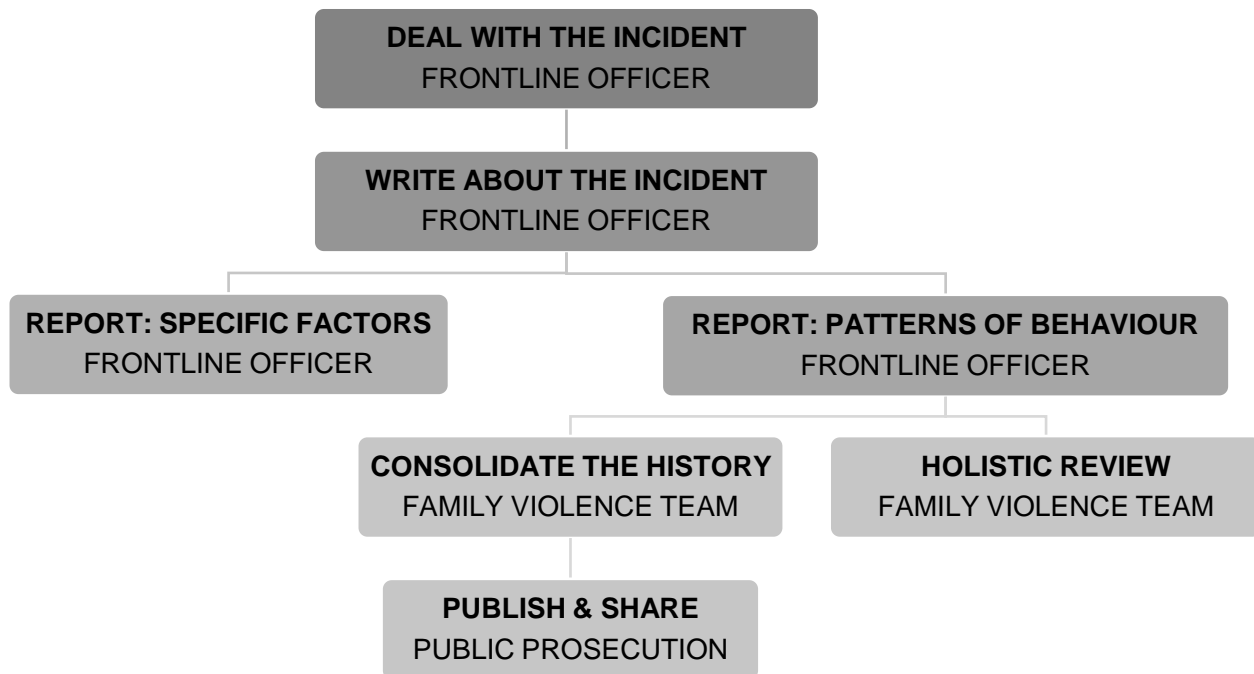 DEAL WITH THE INCIDENT
FRONTLINE OFFICER
WRITE ABOUT THE INCIDENT
FRONTLINE OFFICER
REPORT: SPECIFIC FACTORS
FRONTLINE OFFICER
REPORT: PATTERNS OF BEHAVIOUR
FRONTLINE OFFICER
CONSOLIDATE THE HISTORY
FAMILY VIOLENCE TEAM
HOLISTIC REVIEW
FAMILY VIOLENCE TEAM
PUBLISH & SHARE
PUBLIC PROSECUTION